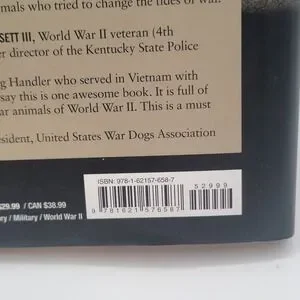 mals who tried to change the tides of war.
SETT III, World War II veteran (4th
r director of the Kentucky State Police
g Handler who served in Vietnam with
say this is one awesome book. It is full of
ar animals of World War II. This is a must
esident, United States War Dogs Association
ISBN: 978-1-62157-658-7
52999
9 781621 576587
$29.99 / CAN $38.99
ry / Military / World War II